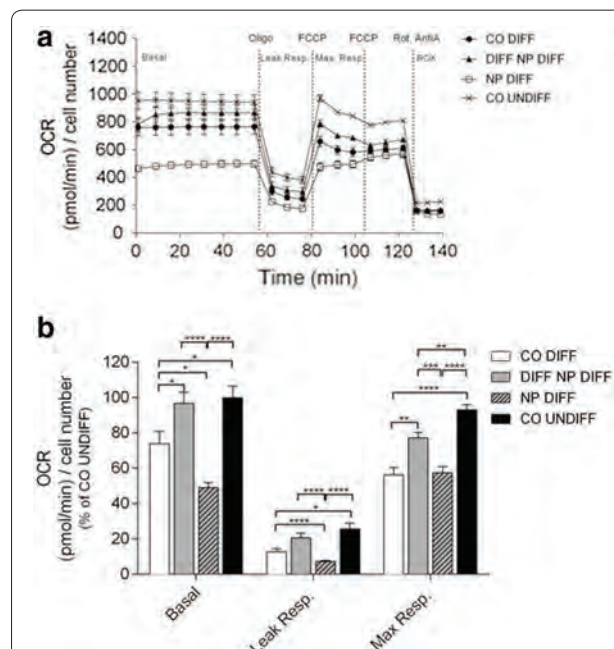 a
Oligo FCCP FCCP Rot. AntiA
Basal Leak Resp. Max. Resp ROX
CO DIFF
DIFF NP DIFF
NP DIFF
CO UNDIFF
OCR
(pmol/min) / cell number
1400
1200
1000
800
600
400
200
0
0 20 40 60 80 100 120 140
Time (min)
b
**** ****
*
*
*
**** ****
*
****
**
*** ****
****
**
CO DIFF
DIFF NP DIFF
NP DIFF
CO UNDIFF
OCR
(pmol/min) / cell number
(% of CO UNDIFF)
120
100
80
60
40
20
0
Basal
Leak Resp.
Max Resp.